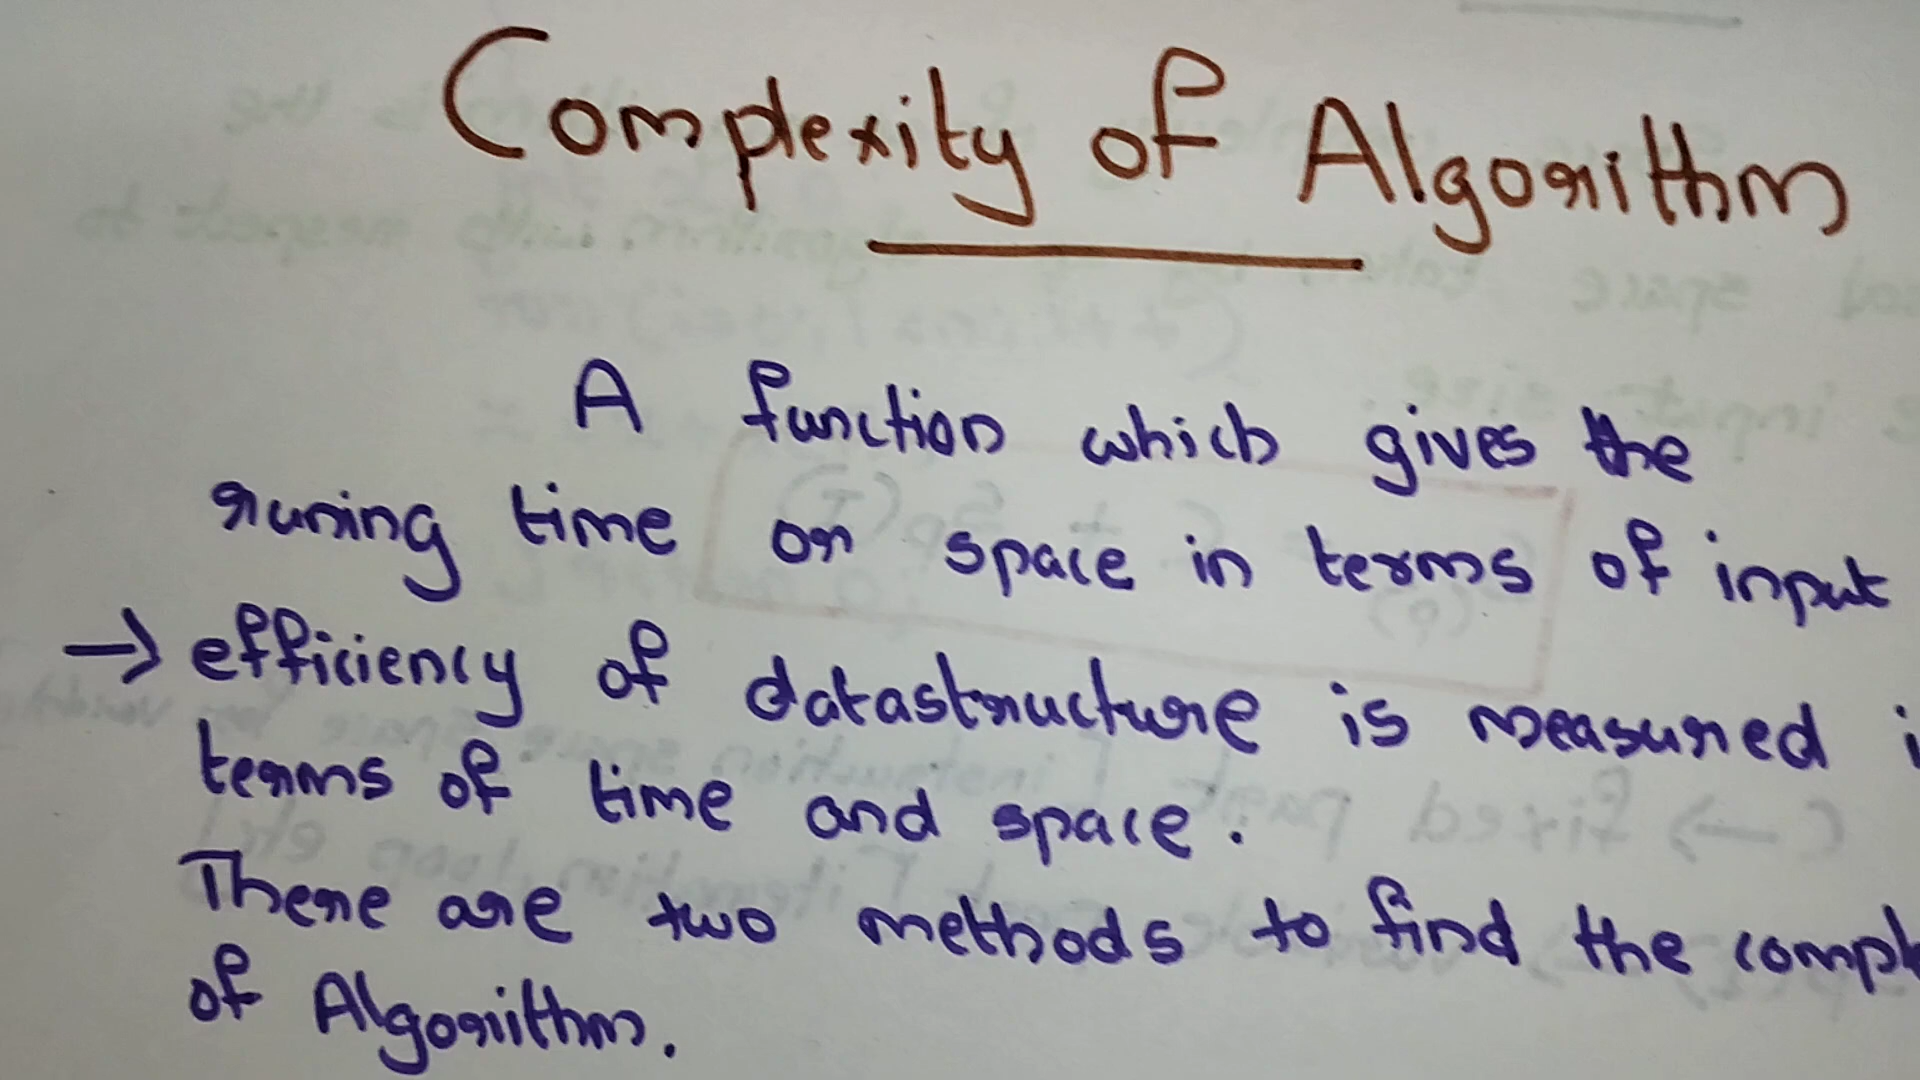 Complexity of Algorithm
A function which gives the
runing time or space in terms of input
→ efficiency of datastructure is measured i
terms of time and space.
There are two methods to find the compl
of Algoriithm.